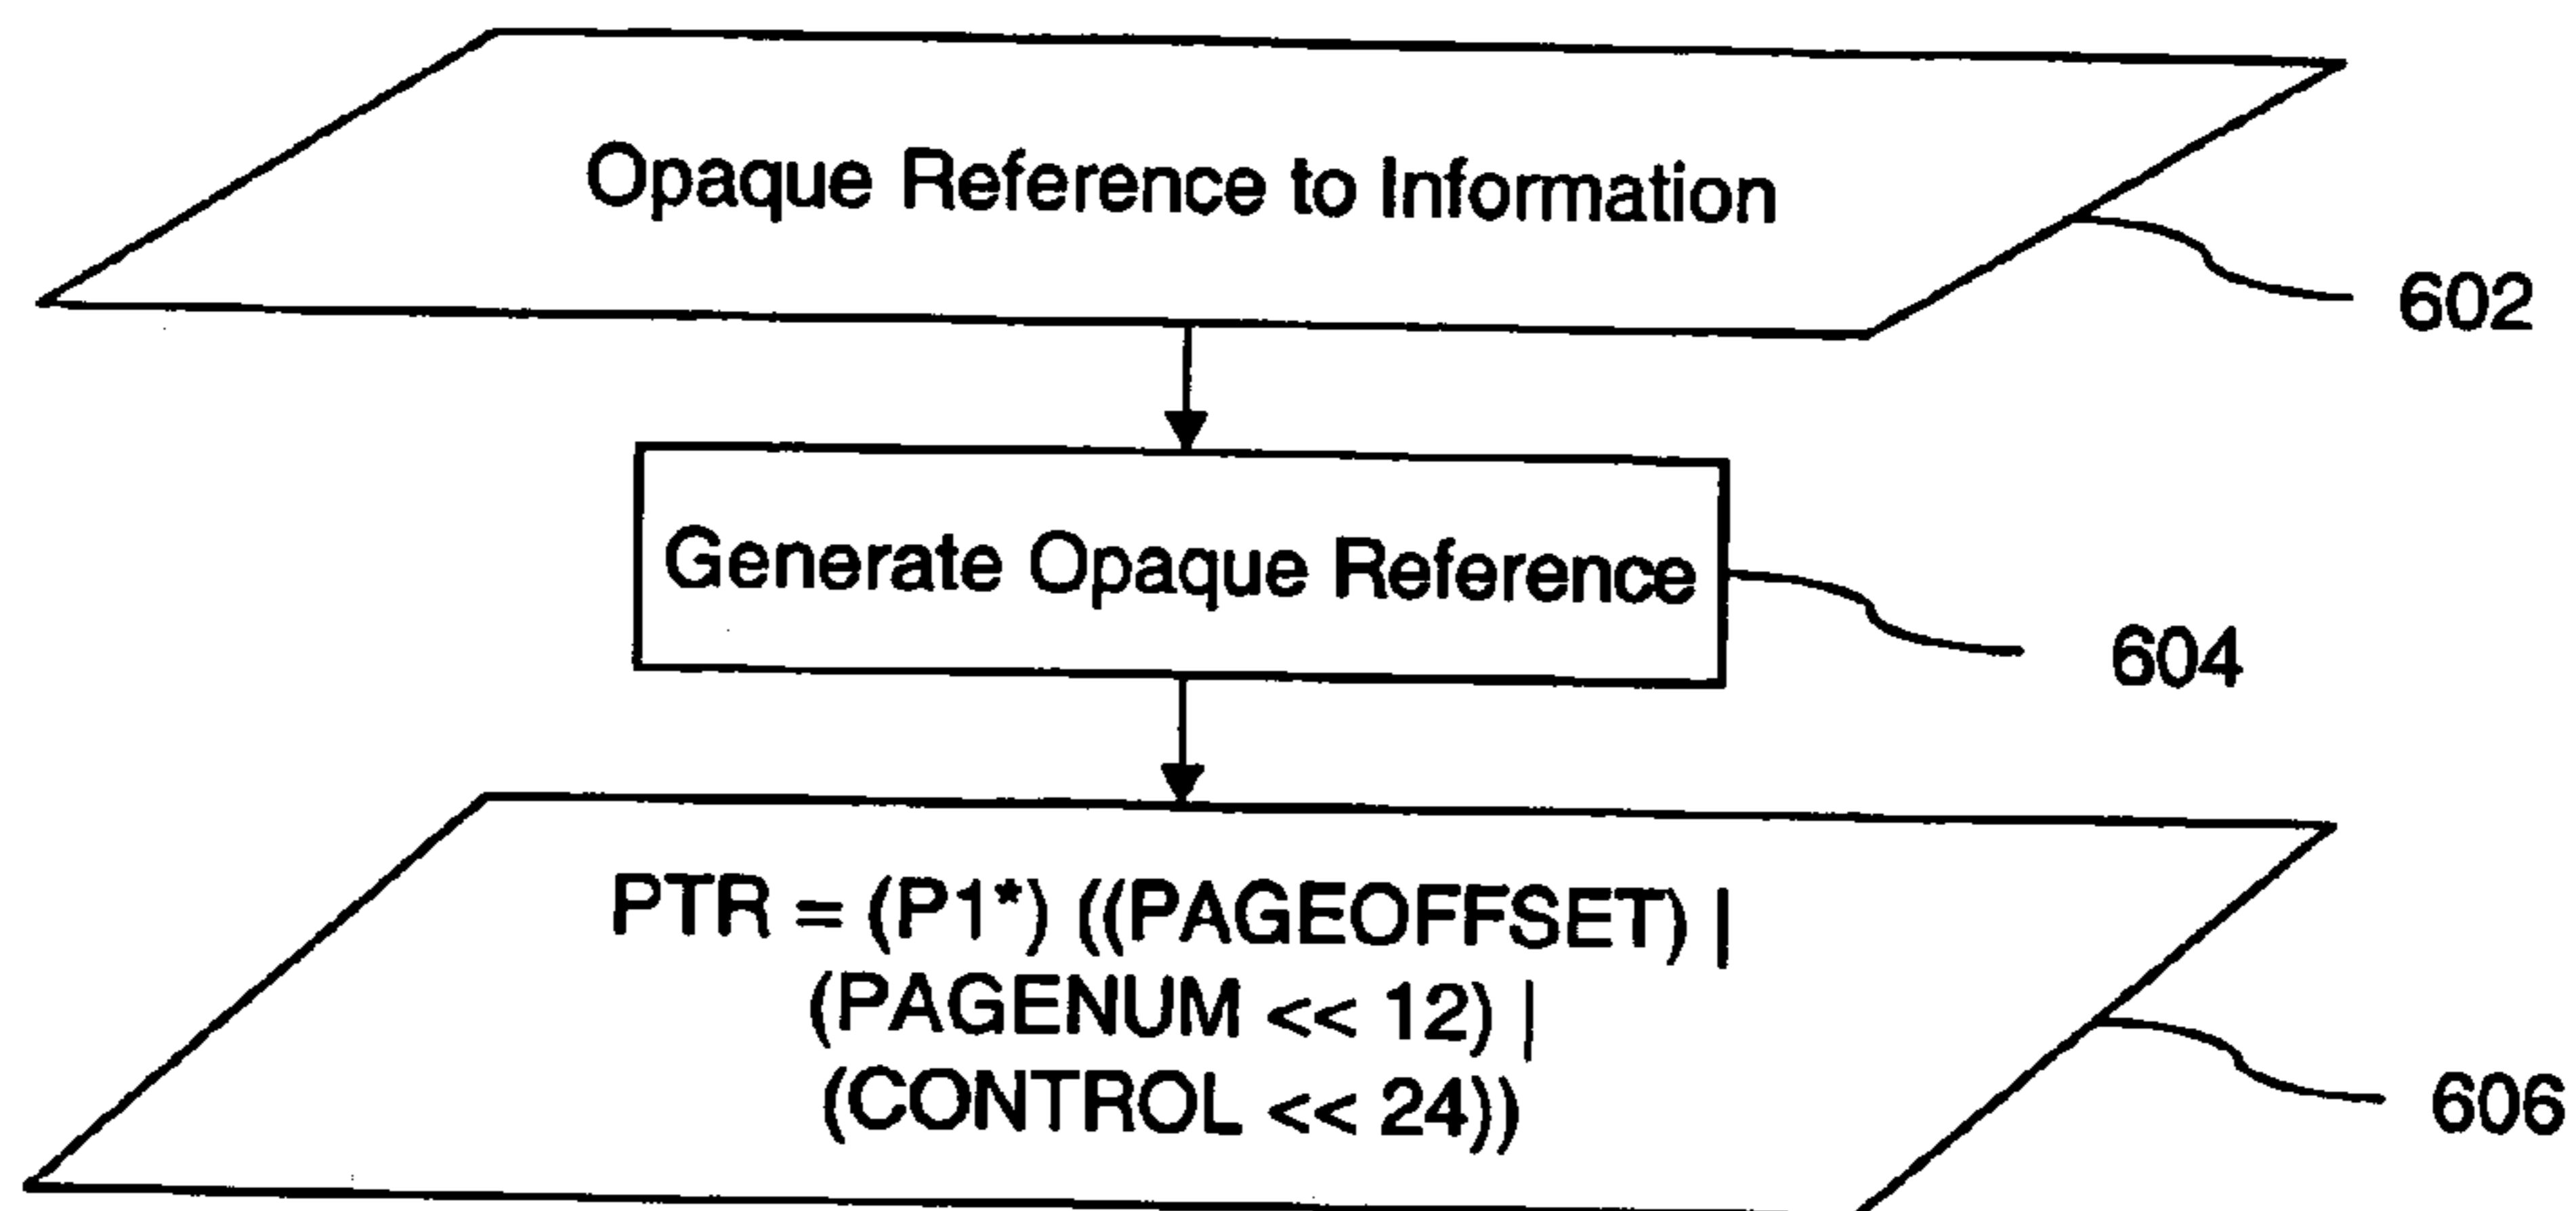 Opaque Reference to Information
602
Generate Opaque Reference
604
PTR = (P1*) ((PAGEOFFSET) |
(PAGENUM << 12) |
(CONTROL << 24))
606